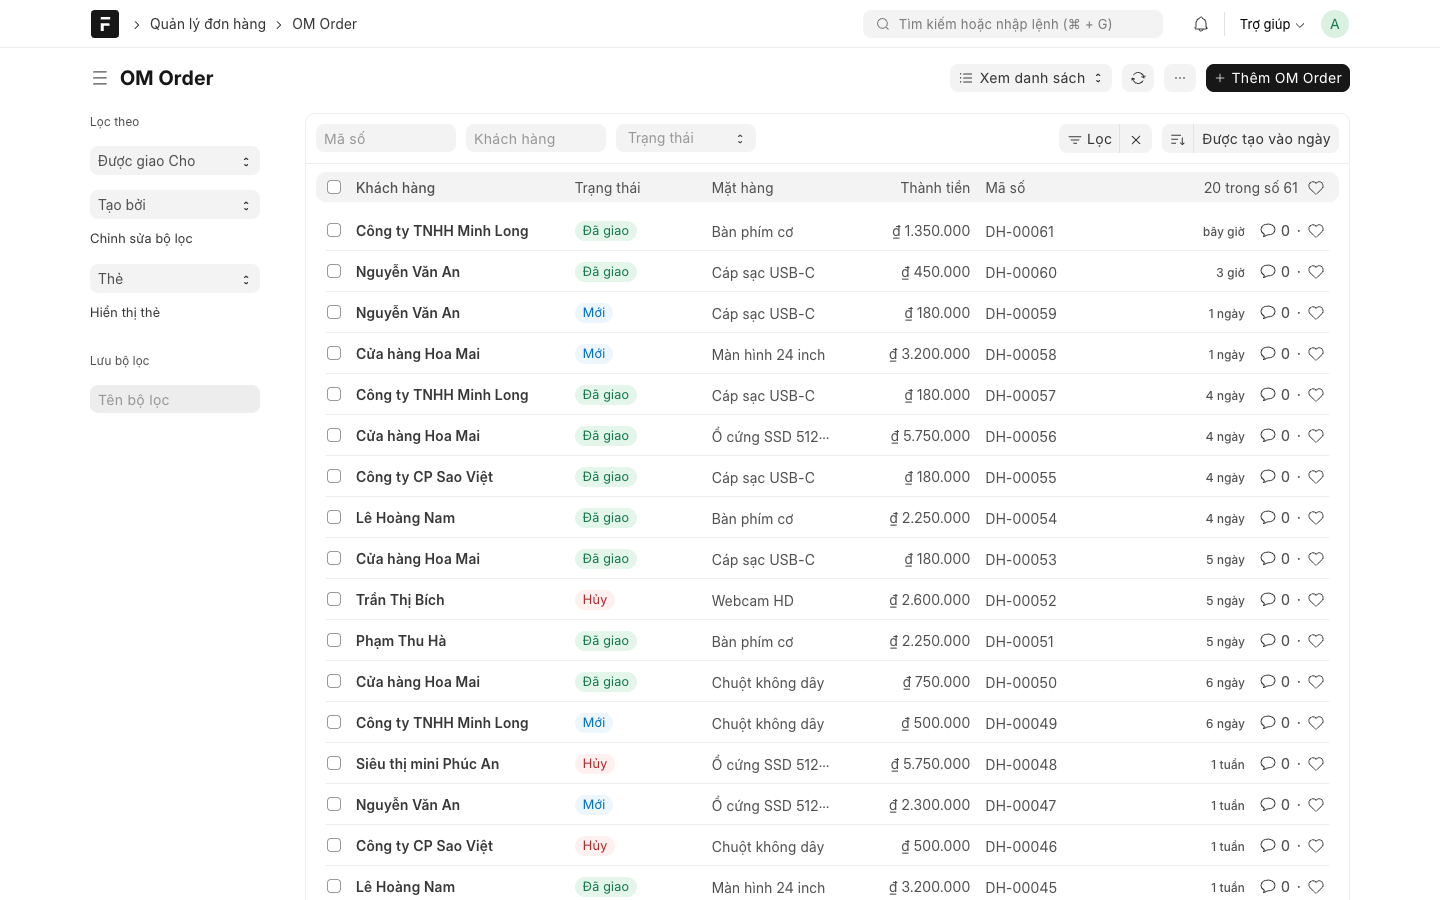 Quản lý đơn hàng OM Order Tìm kiếm hoặc nhập lệnh (⌘ + G) Trợ giúp A
OM Order Xem danh sách Thêm OM Order
Lọc theo
Được giao Cho
Tạo bởi
Chỉnh sửa bộ lọc
Thẻ
Hiển thị thẻ
Lưu bộ lọc
Tên bộ lọc
Mã số Khách hàng Trạng thái Lọc Được tạo vào ngày
Khách hàng Trạng thái Mặt hàng Thành tiền Mã số 20 trong số 61
Công ty TNHH Minh Long Đã giao Bàn phím cơ ₫ 1.350.000 DH-00061 bây giờ 0 ·
Nguyễn Văn An Đã giao Cáp sạc USB-C ₫ 450.000 DH-00060 3 giờ 0 ·
Nguyễn Văn An Mới Cáp sạc USB-C ₫ 180.000 DH-00059 1 ngày 0 ·
Cửa hàng Hoa Mai Mới Màn hình 24 inch ₫ 3.200.000 DH-00058 1 ngày 0 ·
Công ty TNHH Minh Long Đã giao Cáp sạc USB-C ₫ 180.000 DH-00057 4 ngày 0 ·
Cửa hàng Hoa Mai Đã giao Ổ cứng SSD 512... ₫ 5.750.000 DH-00056 4 ngày 0 ·
Công ty CP Sao Việt Đã giao Cáp sạc USB-C ₫ 180.000 DH-00055 4 ngày 0 ·
Lê Hoàng Nam Đã giao Bàn phím cơ ₫ 2.250.000 DH-00054 4 ngày 0 ·
Cửa hàng Hoa Mai Đã giao Cáp sạc USB-C ₫ 180.000 DH-00053 5 ngày 0 ·
Trần Thị Bích Hủy Webcam HD ₫ 2.600.000 DH-00052 5 ngày 0 ·
Phạm Thu Hà Đã giao Bàn phím cơ ₫ 2.250.000 DH-00051 5 ngày 0 ·
Cửa hàng Hoa Mai Đã giao Chuột không dây ₫ 750.000 DH-00050 6 ngày 0 ·
Công ty TNHH Minh Long Mới Chuột không dây ₫ 500.000 DH-00049 6 ngày 0 ·
Siêu thị mini Phúc An Hủy Ổ cứng SSD 512... ₫ 5.750.000 DH-00048 1 tuần 0 ·
Nguyễn Văn An Mới Ổ cứng SSD 512... ₫ 2.300.000 DH-00047 1 tuần 0 ·
Công ty CP Sao Việt Hủy Chuột không dây ₫ 500.000 DH-00046 1 tuần 0 ·
Lê Hoàng Nam Đã giao Màn hình 24 inch ₫ 3.200.000 DH-00045 1 tuần 0 ·